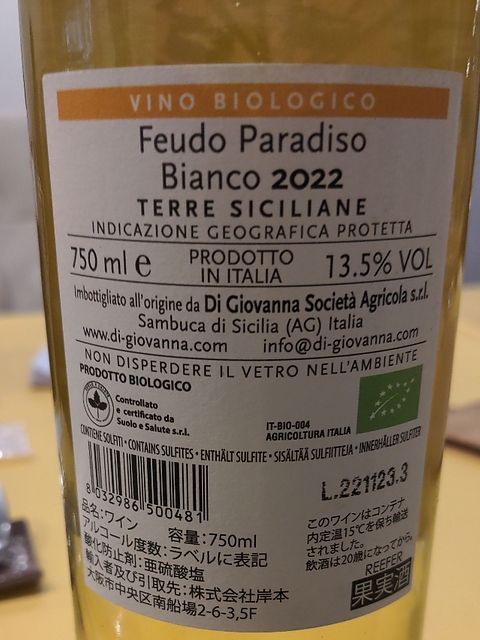 VINO BIOLOGICO
Feudo Paradiso
Bianco 2022
TERRE SICILIANE
INDICAZIONE GEOGRAFICA PROTETTA
750 ml e PRODOTTO IN ITALIA 13.5% VOL
Imbottigliato all'origine da Di Giovanna Società Agricola s.r.l.
Sambuca di Sicilia (AG) Italia
www.di-giovanna.com info@di-giovanna.com
NON DISPERDERE IL VETRO NELL'AMBIENTE
PRODOTTO BIOLOGICO
Controllato
e certificato da
Suolo e Salute s.r.l.
IT-BIO-004
AGRICOLTURA ITALIA
CONTIENE SOLFITI • CONTAINS SULFITES • ENTHÄLT SULFITE • SISÄLTÄÄ SULFIITTEJA • INNERHÅLLER SULFITER
8 032986 500481
L.221123.3
品名:ワイン
アルコール度数:ラベルに表記 容量:750ml
酸化防止剤:亜硫酸塩
輸入者及び引取先:株式会社岸本
大阪市中央区南船場2-6-3,5F
このワインはコンテナ
内定温15℃を保ち輸送
されました。
飲酒は20歳になってから。
REEFER
果実酒